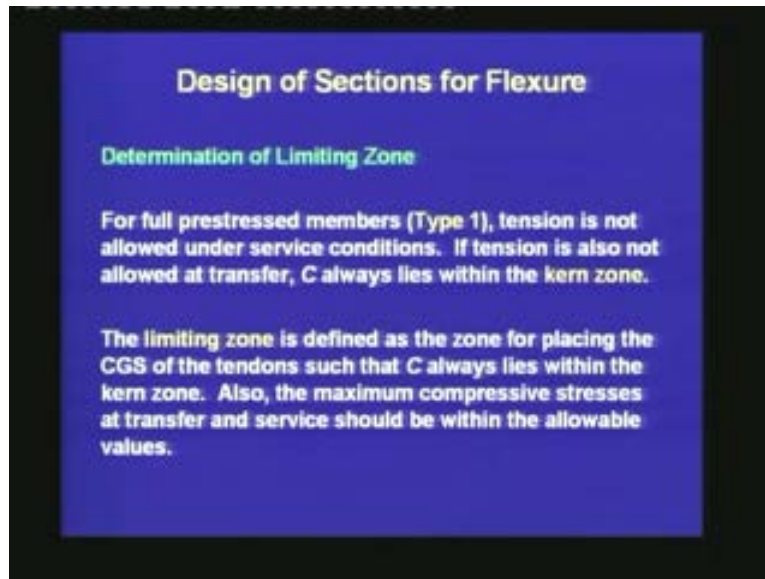 Design of Sections for Flexure
Determination of Limiting Zone
For full prestressed members (Type 1), tension is not
allowed under service conditions. If tension is also not
allowed at transfer, C always lies within the kern zone.
The limiting zone is defined as the zone for placing the
CGS of the tendons such that C always lies within the
kern zone. Also, the maximum compressive stresses
at transfer and service should be within the allowable
values.